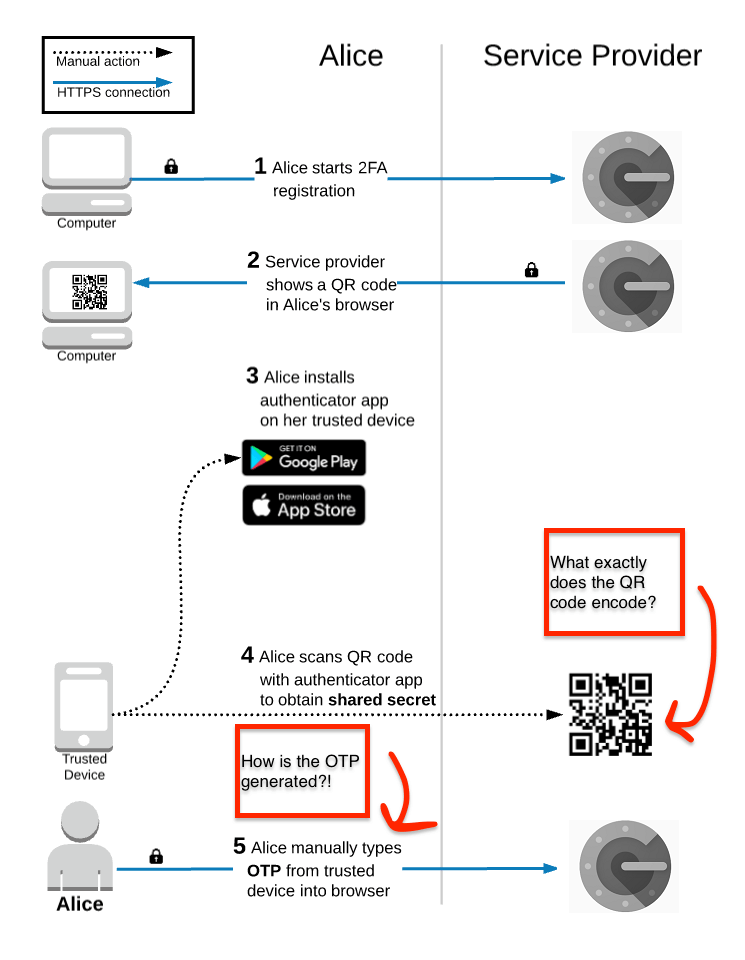 Alice
Service Provider
Manual action
HTTPS connection
1 Alice starts 2FA
registration
Computer
2 Service provider
shows a QR code
in Alice's browser
Computer
3 Alice installs
authenticator app
on her trusted device
GET IT ON
Google Play
Download on the
App Store
What exactly
does the QR
code encode?
4 Alice scans QR code
with authenticator app
to obtain shared secret
Trusted
Device
How is the OTP
generated?!
5 Alice manually types
OTP from trusted
device into browser
Alice